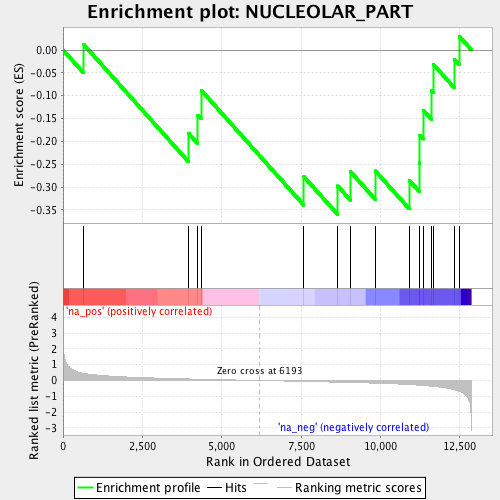 Enrichment plot: NUCLEOLAR_PART
Enrichment score (ES)
0.00
-0.05
-0.10
-0.15
-0.20
-0.25
-0.30
-0.35
'na_pos' (positively correlated)
Ranked list metric (PreRanked)
4
3
2
1
0
-1
-2
-3
Zero cross at 6193
'na_neg' (negatively correlated)
0 2,500 5,000 7,500 10,000 12,500
Rank in Ordered Dataset
Enrichment profile Hits Ranking metric scores